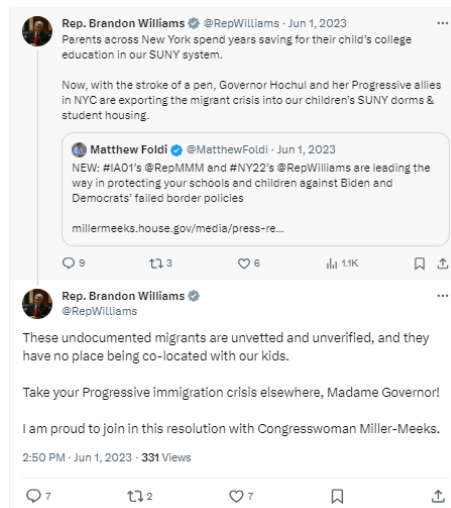 Rep. Brandon Williams @RepWilliams · Jun 1, 2023
Parents across New York spend years saving for their child's college
education in our SUNY system.
Now, with the stroke of a pen, Governor Hochul and her Progressive allies
in NYC are exporting the migrant crisis into our children's SUNY dorms &
student housing.
Matthew Foldi @MatthewFoldi · Jun 1, 2023
NEW: #IA01's @RepMMM and #NY22's @RepWilliams are leading the
way in protecting your schools and children against Biden and
Democrats' failed border policies
millermeeks.house.gov/media/press-re...
9 3 6 1.1K
Rep. Brandon Williams
@RepWilliams
These undocumented migrants are unvetted and unverified, and they
have no place being co-located with our kids.
Take your Progressive immigration crisis elsewhere, Madame Governor!
I am proud to join in this resolution with Congresswoman Miller-Meeks.
2:50 PM · Jun 1, 2023 · 331 Views
7 2 7